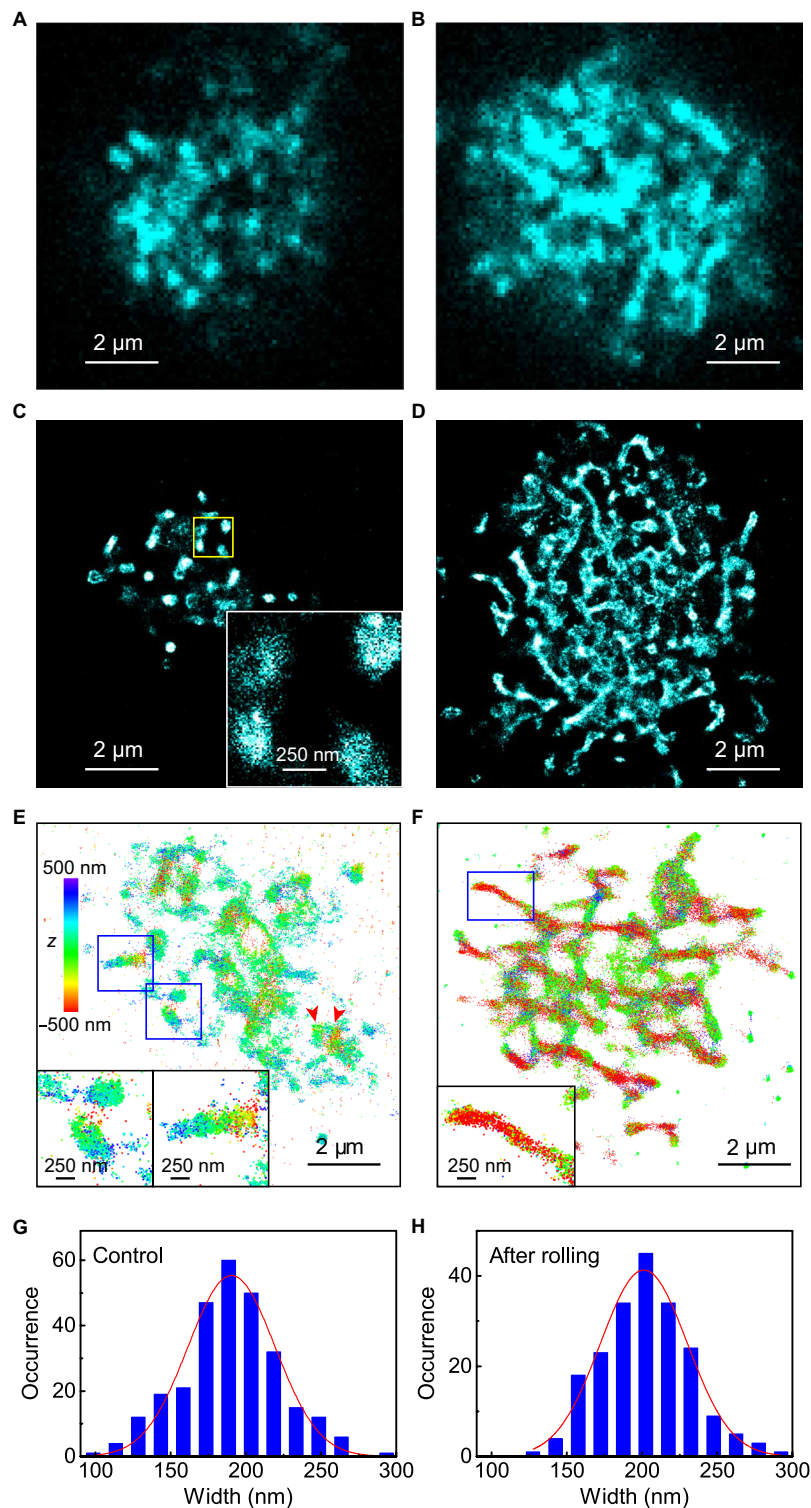 A
B
2 µm
2 µm
C
D
250 nm
2 µm
2 µm
E
F
500 nm
z
–500 nm
250 nm
250 nm
2 µm
250 nm
2 µm
G
H
Control
After rolling
60
40
20
0
Occurrence
40
20
0
Occurrence
100 150 200 250 300
100 150 200 250 300
Width (nm)
Width (nm)